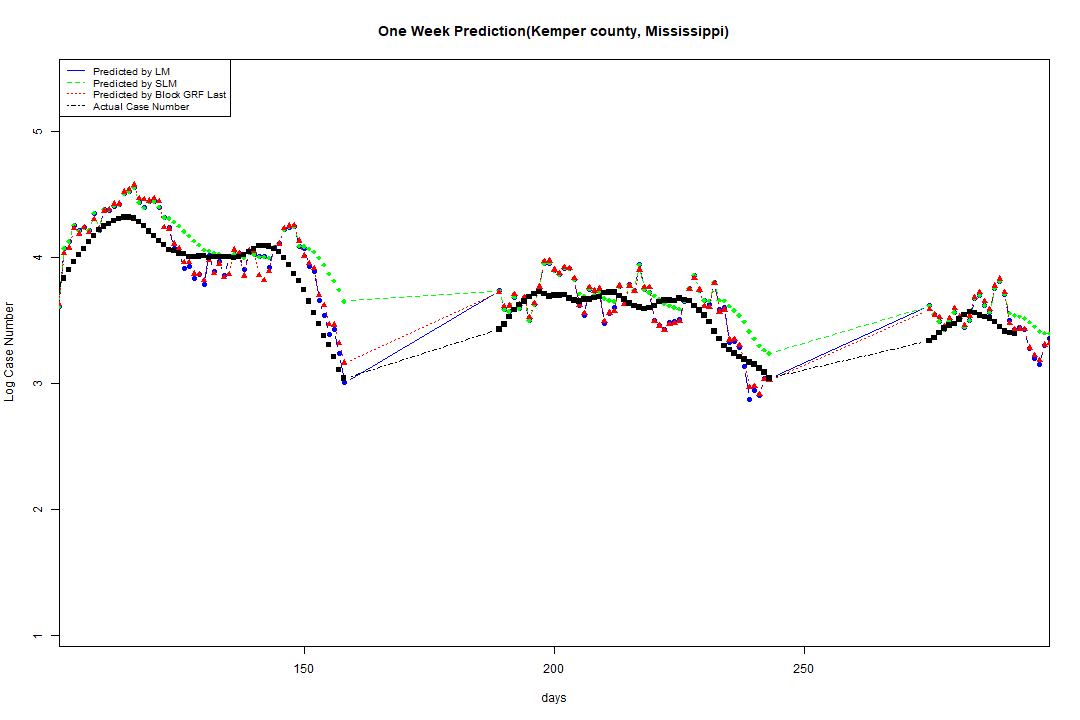 One Week Prediction(Kemper county, Mississippi)
Predicted by LM
Predicted by SLM
Predicted by Block GRF Last
Actual Case Number
5
4
3
2
1
Log Case Number
150 200 250
days